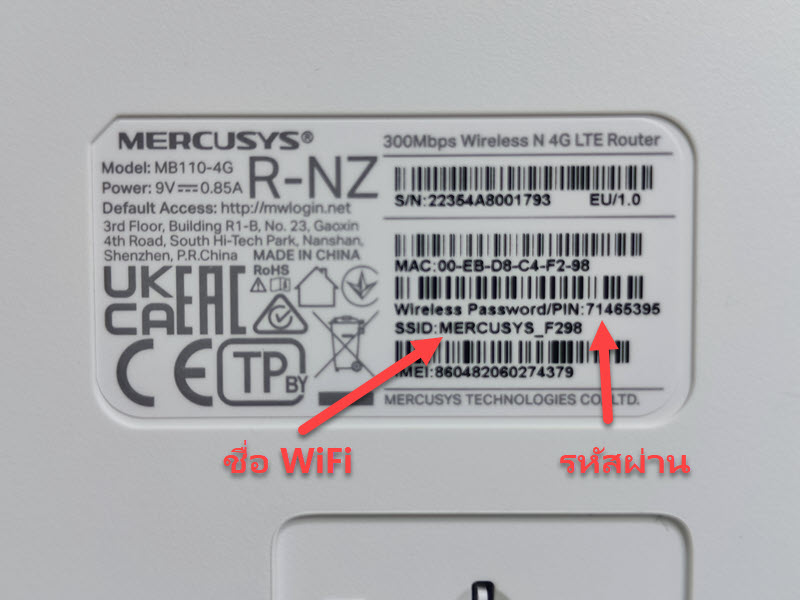 MERCUSYS®
Model: MB110-4G
Power: 9V⎓0.85A
R-NZ
Default Access: http://mwlogin.net
3rd Floor, Building R1-B, No. 23, Gaoxin
4th Road, South Hi-Tech Park, Nanshan,
Shenzhen, P.R.China MADE IN CHINA
RoHS
UK
CA
EAC
CE
TP BY
300Mbps Wireless N 4G LTE Router
S/N:22354A8001793 EU/1.0
MAC:00-EB-D8-C4-F2-98
Wireless Password/PIN:71465395
SSID:MERCUSYS_F298
IMEI:860482060274379
MERCUSYS TECHNOLOGIES CO., LTD.
ชื่อ WiFi
รหัสผ่าน